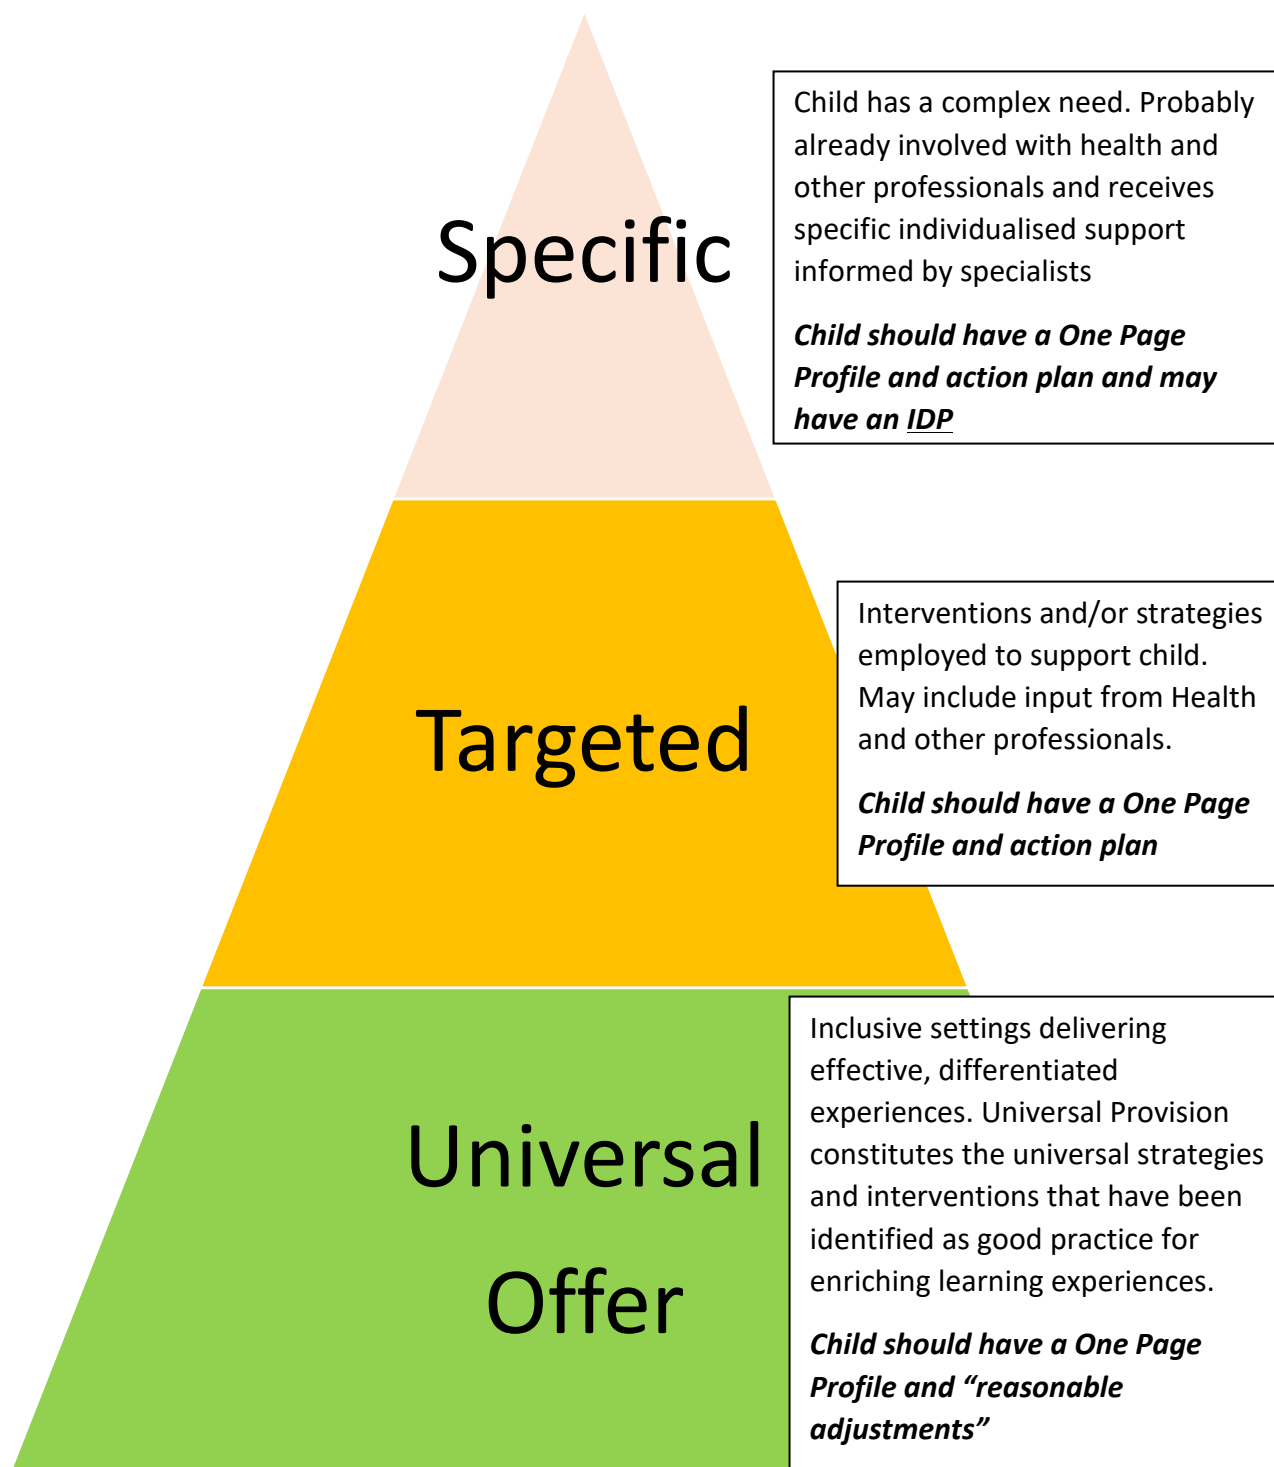 Specific
Child has a complex need. Probably
already involved with health and
other professionals and receives
specific individualised support
informed by specialists
Child should have a One Page
Profile and action plan and may
have an IDP
Targeted
Interventions and/or strategies
employed to support child.
May include input from Health
and other professionals.
Child should have a One Page
Profile and action plan
Universal
Offer
Inclusive settings delivering
effective, differentiated
experiences. Universal Provision
constitutes the universal strategies
and interventions that have been
identified as good practice for
enriching learning experiences.
Child should have a One Page
Profile and “reasonable
adjustments”